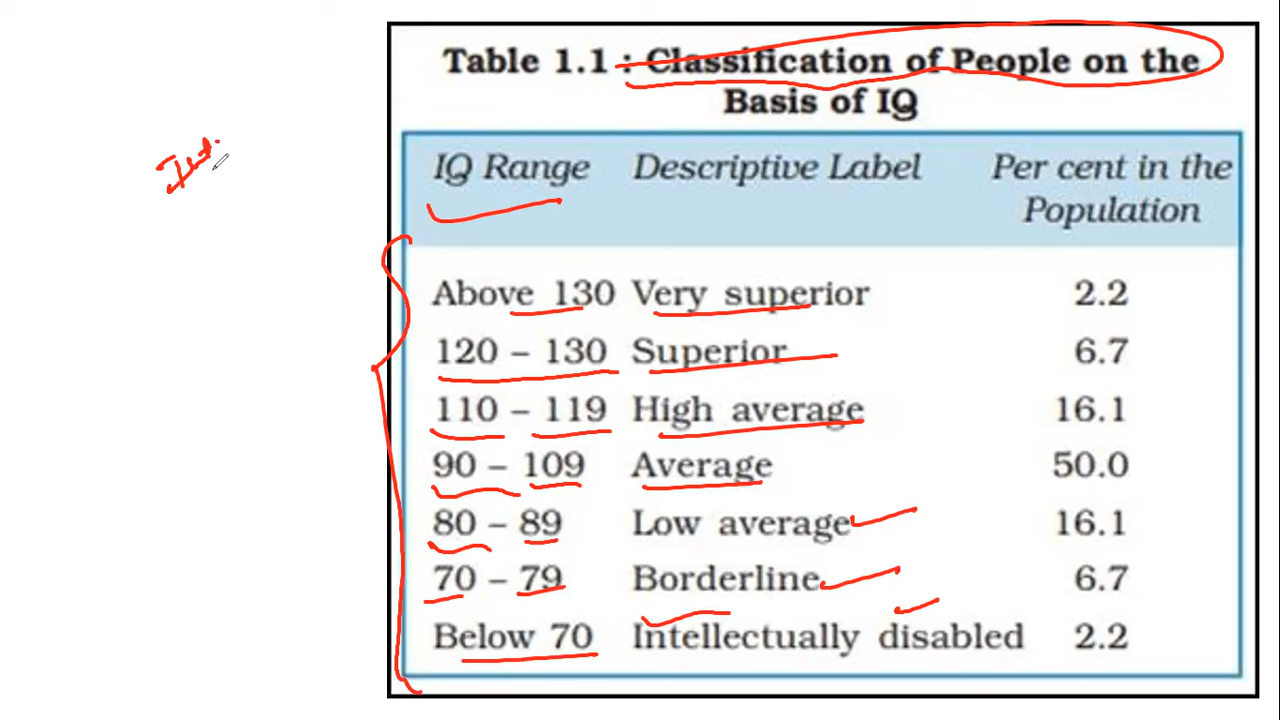 Table 1.1 : Classification of People on the
Basis of IQ
IQ Range Descriptive Label Per cent in the
Population
Above 130 Very superior 2.2
120 – 130 Superior 6.7
110 – 119 High average 16.1
90 – 109 Average 50.0
80 – 89 Low average 16.1
70 – 79 Borderline 6.7
Below 70 Intellectually disabled 2.2